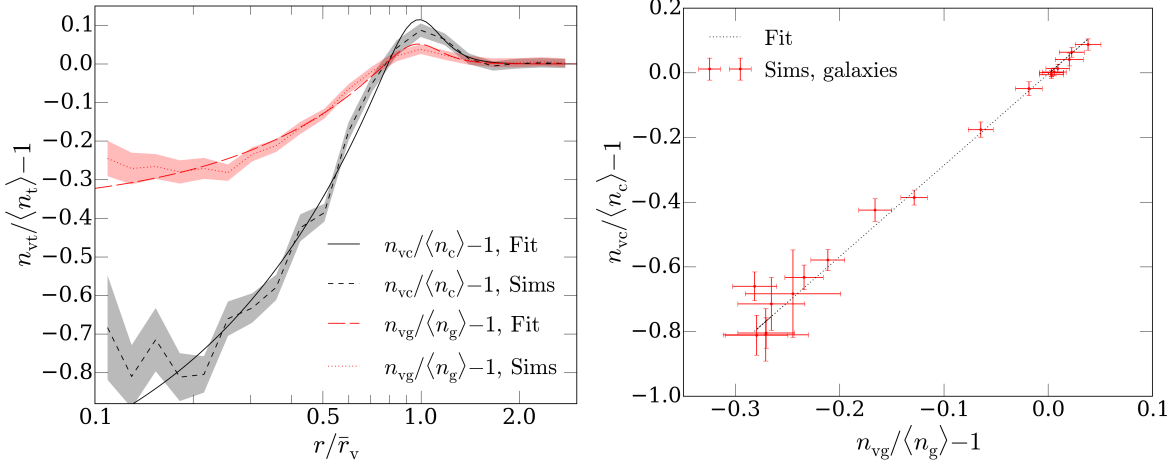 0.1
0.0
−0.1
−0.2
−0.3
−0.4
−0.5
−0.6
−0.7
−0.8
n_vt/⟨n_t⟩−1
n_vc/⟨n_c⟩−1, Fit
n_vc/⟨n_c⟩−1, Sims
n_vg/⟨n_g⟩−1, Fit
n_vg/⟨n_g⟩−1, Sims
0.1 0.5 1.0 2.0
r/r̄_v
0.2
0.0
−0.2
−0.4
−0.6
−0.8
−1.0
n_vc/⟨n_c⟩−1
Fit
Sims, galaxies
−0.3 −0.2 −0.1 0.0 0.1
n_vg/⟨n_g⟩−1